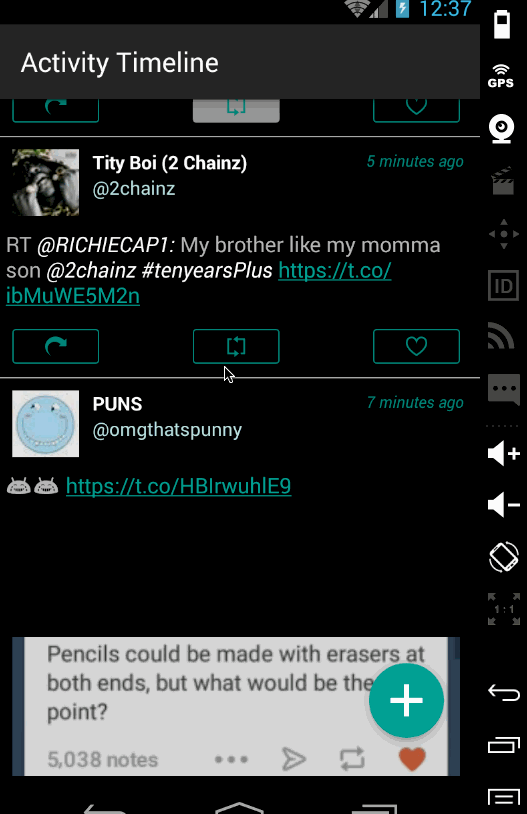 12:37
GPS
Activity Timeline
Tity Boi (2 Chainz)
5 minutes ago
@2chainz
ID
RT @RICHIECAP1: My brother like my momma
son @2chainz #tenyearsPlus https://t.co/
ibMuWE5M2n
PUNS
7 minutes ago
@omgthatspunny
https://t.co/HBIrwuhlE9
1:1
Pencils could be made with erasers at
both ends, but what would be the
point?
5,038 notes